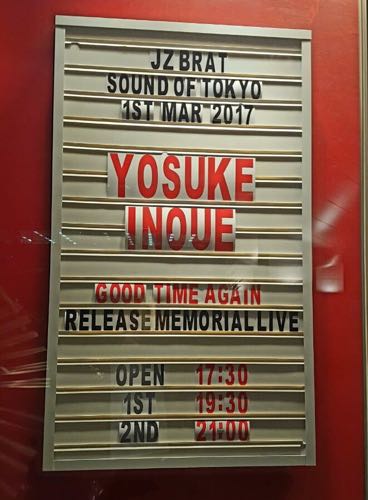 JZ BRAT
SOUND OF TOKYO
1ST MAR 2017
YOSUKE
INOUE
GOOD TIME AGAIN
RELEASE MEMORIAL LIVE
OPEN 17:30
1ST 19:30
2ND 21:00